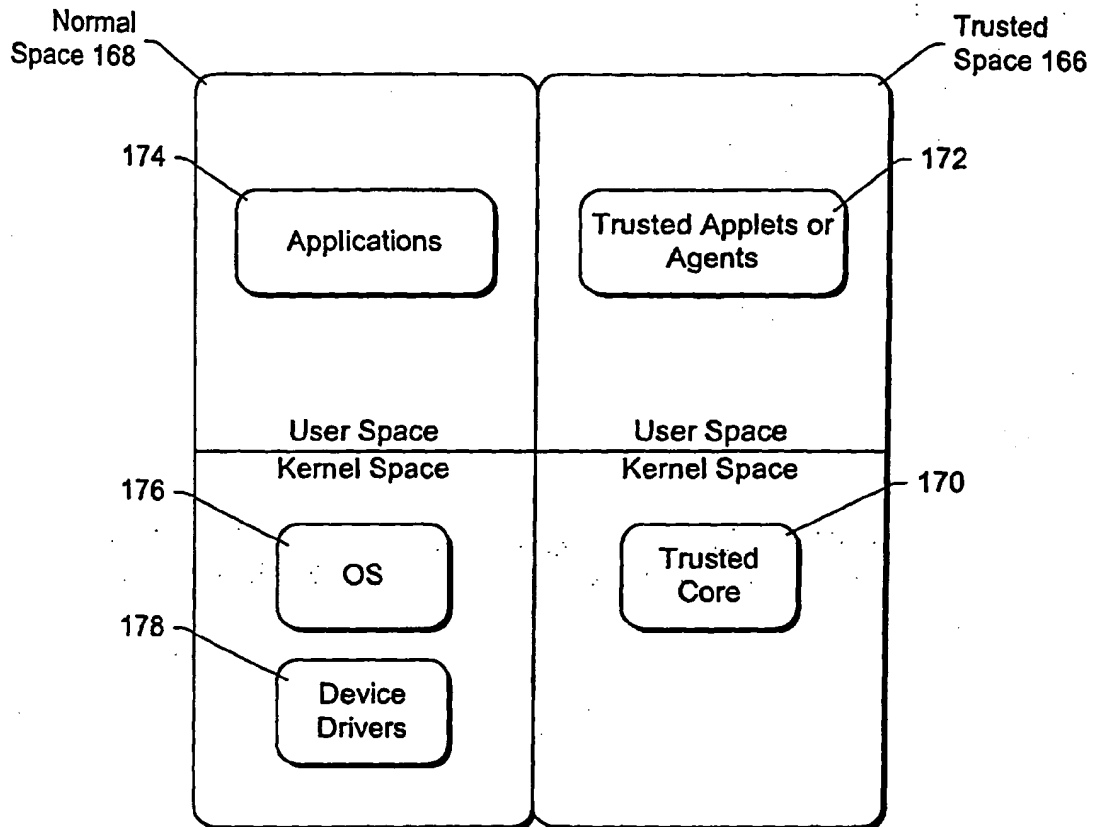 Normal
Space 168
Trusted
Space 166
174
172
Applications
Trusted Applets or
Agents
User Space
User Space
Kernel Space
Kernel Space
176
170
OS
Trusted
Core
178
Device
Drivers